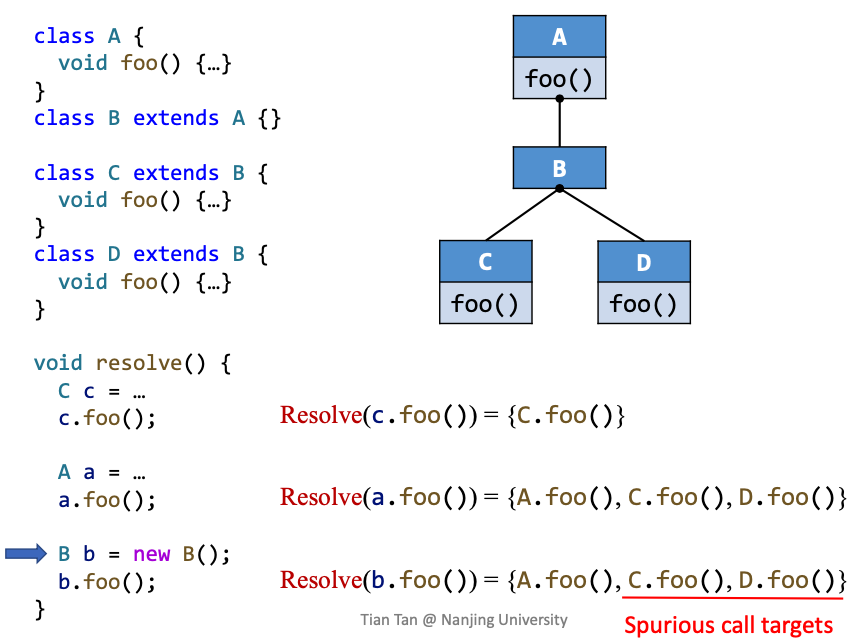 class A {
  void foo() {…}
}
class B extends A {}
class C extends B {
  void foo() {…}
}
class D extends B {
  void foo() {…}
}
A
foo()
B
C
foo()
D
foo()
void resolve() {
  C c = …
  c.foo();
Resolve(c.foo()) = {C.foo()}
  A a = …
  a.foo();
Resolve(a.foo()) = {A.foo(), C.foo(), D.foo()}
  B b = new B();
  b.foo();
Resolve(b.foo()) = {A.foo(), C.foo(), D.foo()}
}
Spurious call targets
Tian Tan @ Nanjing University